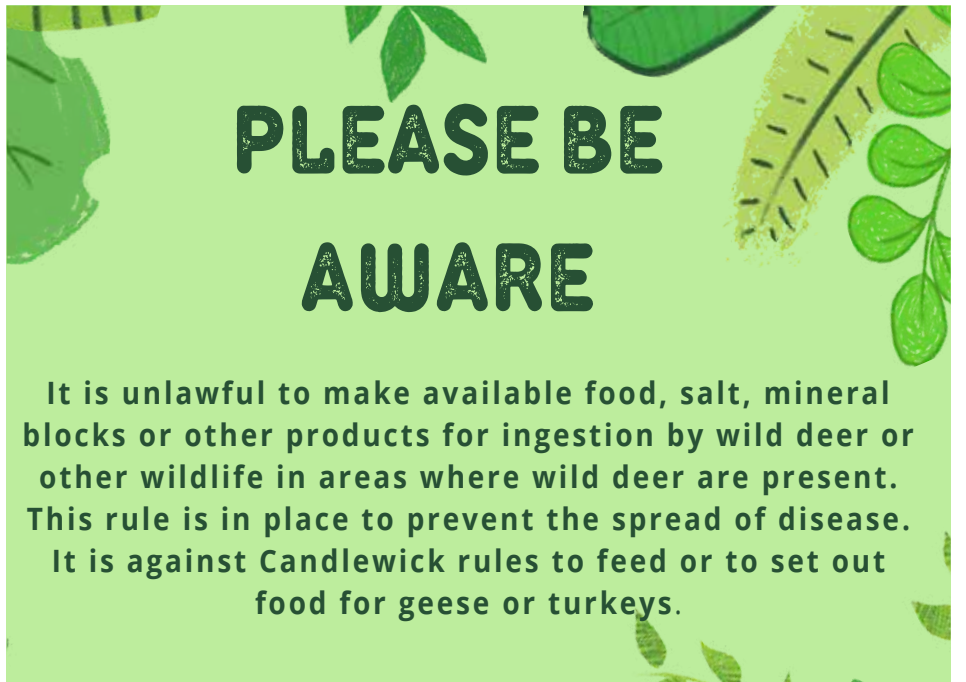 PLEASE BE
AWARE
It is unlawful to make available food, salt, mineral
blocks or other products for ingestion by wild deer or
other wildlife in areas where wild deer are present.
This rule is in place to prevent the spread of disease.
It is against Candlewick rules to feed or to set out
food for geese or turkeys.